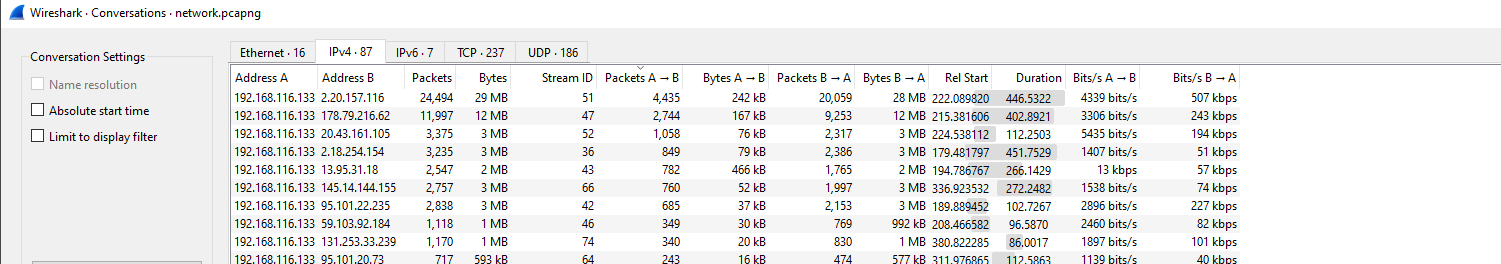 Wireshark · Conversations · network.pcapng
Conversation Settings
Name resolution
Absolute start time
Limit to display filter
Ethernet · 16 IPv4 · 87 IPv6 · 7 TCP · 237 UDP · 186
Address A Address B Packets Bytes Stream ID Packets A → B Bytes A → B Packets B → A Bytes B → A Rel Start Duration Bits/s A → B Bits/s B → A
192.168.116.133 2.20.157.116 24,494 29 MB 51 4,435 242 kB 20,059 28 MB 222.089820 446.5322 4339 bits/s 507 kbps
192.168.116.133 178.79.216.62 11,997 12 MB 47 2,744 167 kB 9,253 12 MB 215.381606 402.8921 3306 bits/s 243 kbps
192.168.116.133 20.43.161.105 3,375 3 MB 52 1,058 76 kB 2,317 3 MB 224.538112 112.2503 5435 bits/s 194 kbps
192.168.116.133 2.18.254.154 3,235 3 MB 36 849 79 kB 2,386 3 MB 179.481797 451.7529 1407 bits/s 51 kbps
192.168.116.133 13.95.31.18 2,547 2 MB 43 782 466 kB 1,765 2 MB 194.786767 266.1429 13 kbps 57 kbps
192.168.116.133 145.14.144.155 2,757 3 MB 66 760 52 kB 1,997 3 MB 336.923532 272.2482 1538 bits/s 74 kbps
192.168.116.133 95.101.22.235 2,838 3 MB 42 685 37 kB 2,153 3 MB 189.889452 102.7267 2896 bits/s 227 kbps
192.168.116.133 59.103.92.184 1,118 1 MB 46 349 30 kB 769 992 kB 208.466582 96.5870 2460 bits/s 82 kbps
192.168.116.133 131.253.33.239 1,170 1 MB 74 340 20 kB 830 1 MB 380.822285 86.0017 1897 bits/s 101 kbps
192.168.116.133 95.101.20.73 717 593 kB 64 243 16 kB 474 577 kB 311.976865 112.5863 1139 bits/s 40 kbps